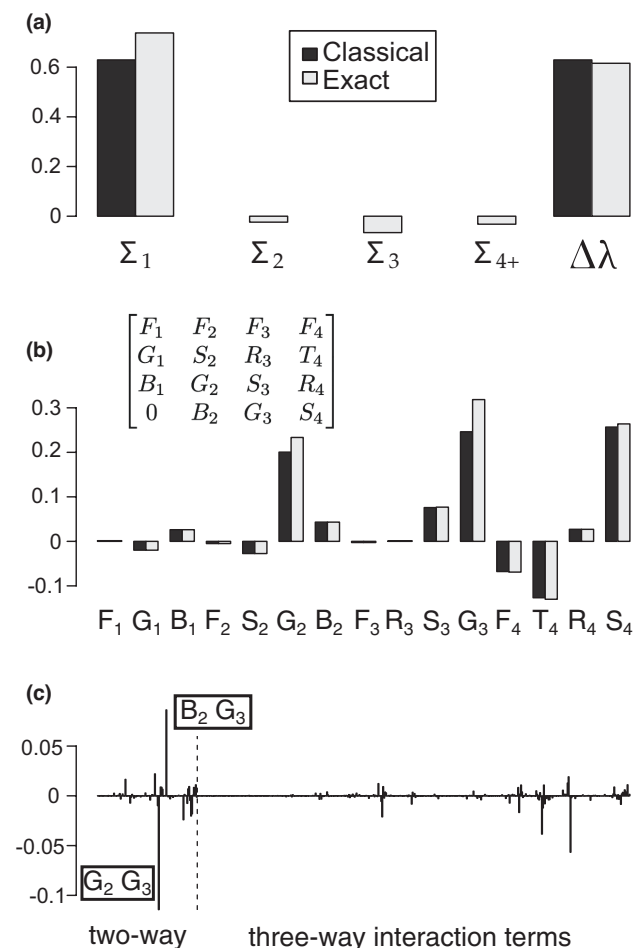 (a)
Classical
Exact
0.6
0.4
0.2
0
Σ₁ Σ₂ Σ₃ Σ₄₊ Δλ
(b)
F₁ F₂ F₃ F₄
G₁ S₂ R₃ T₄
B₁ G₂ S₃ R₄
0 B₂ G₃ S₄
0.3
0.2
0.1
0
-0.1
F₁ G₁ B₁ F₂ S₂ G₂ B₂ F₃ R₃ S₃ G₃ F₄ T₄ R₄ S₄
(c)
B₂ G₃
0.05
0
-0.05
G₂ G₃
-0.1
two-way three-way interaction terms